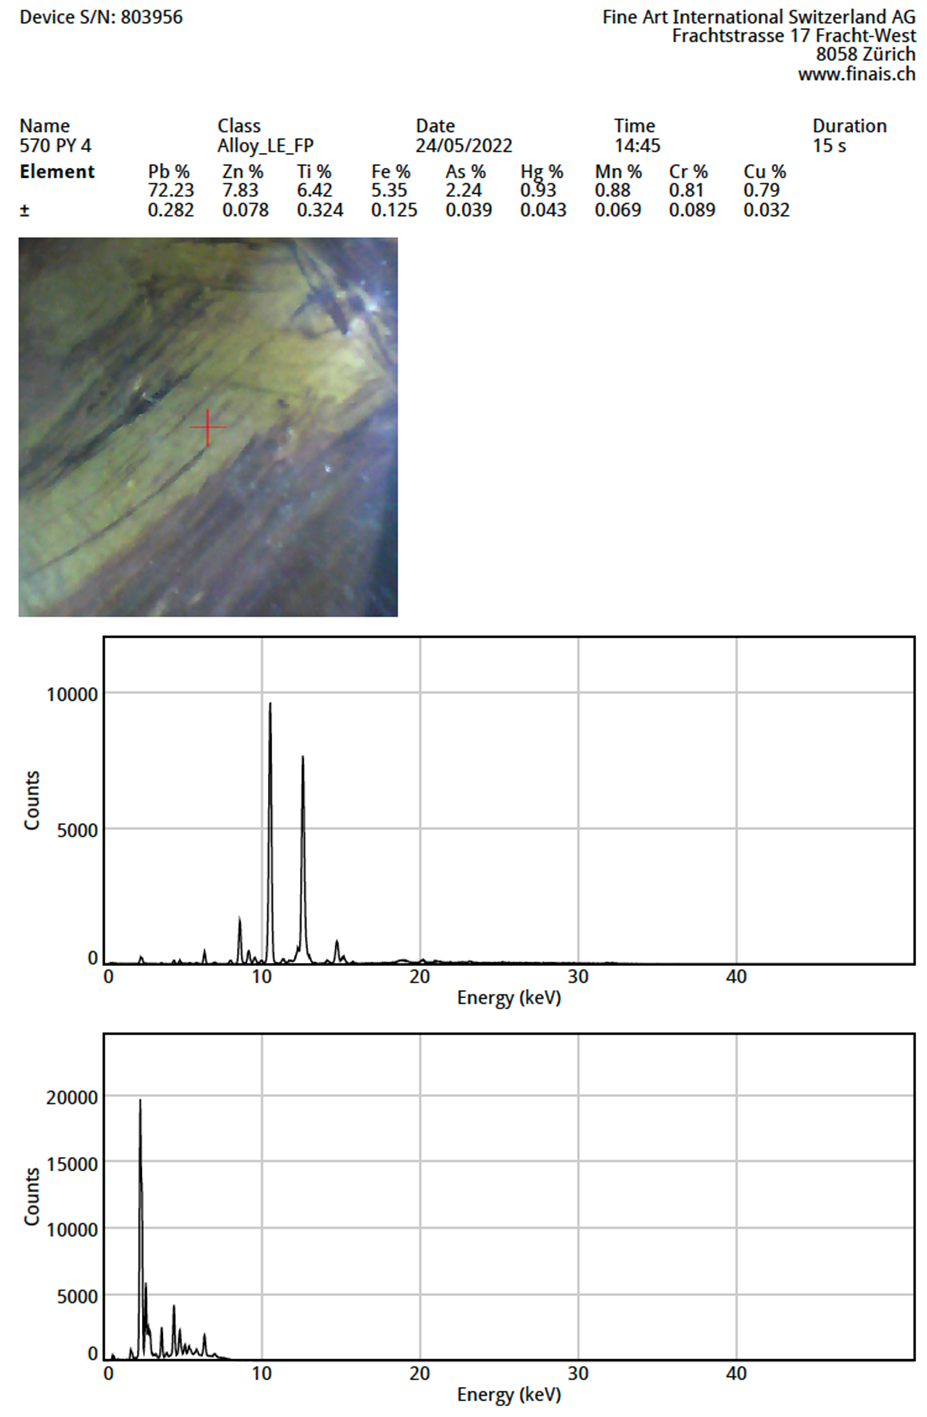 Device S/N: 803956
Fine Art International Switzerland AG
Frachtstrasse 17 Fracht-West
8058 Zürich
www.finais.ch
Name Class Date Time Duration
570 PY 4 Alloy_LE_FP 24/05/2022 14:45 15 s
Element Pb % Zn % Ti % Fe % As % Hg % Mn % Cr % Cu %
72.23 7.83 6.42 5.35 2.24 0.93 0.88 0.81 0.79
± 0.282 0.078 0.324 0.125 0.039 0.043 0.069 0.089 0.032
10000
5000
0
Counts
0 10 20 30 40
Energy (keV)
20000
15000
10000
5000
0
Counts
0 10 20 30 40
Energy (keV)